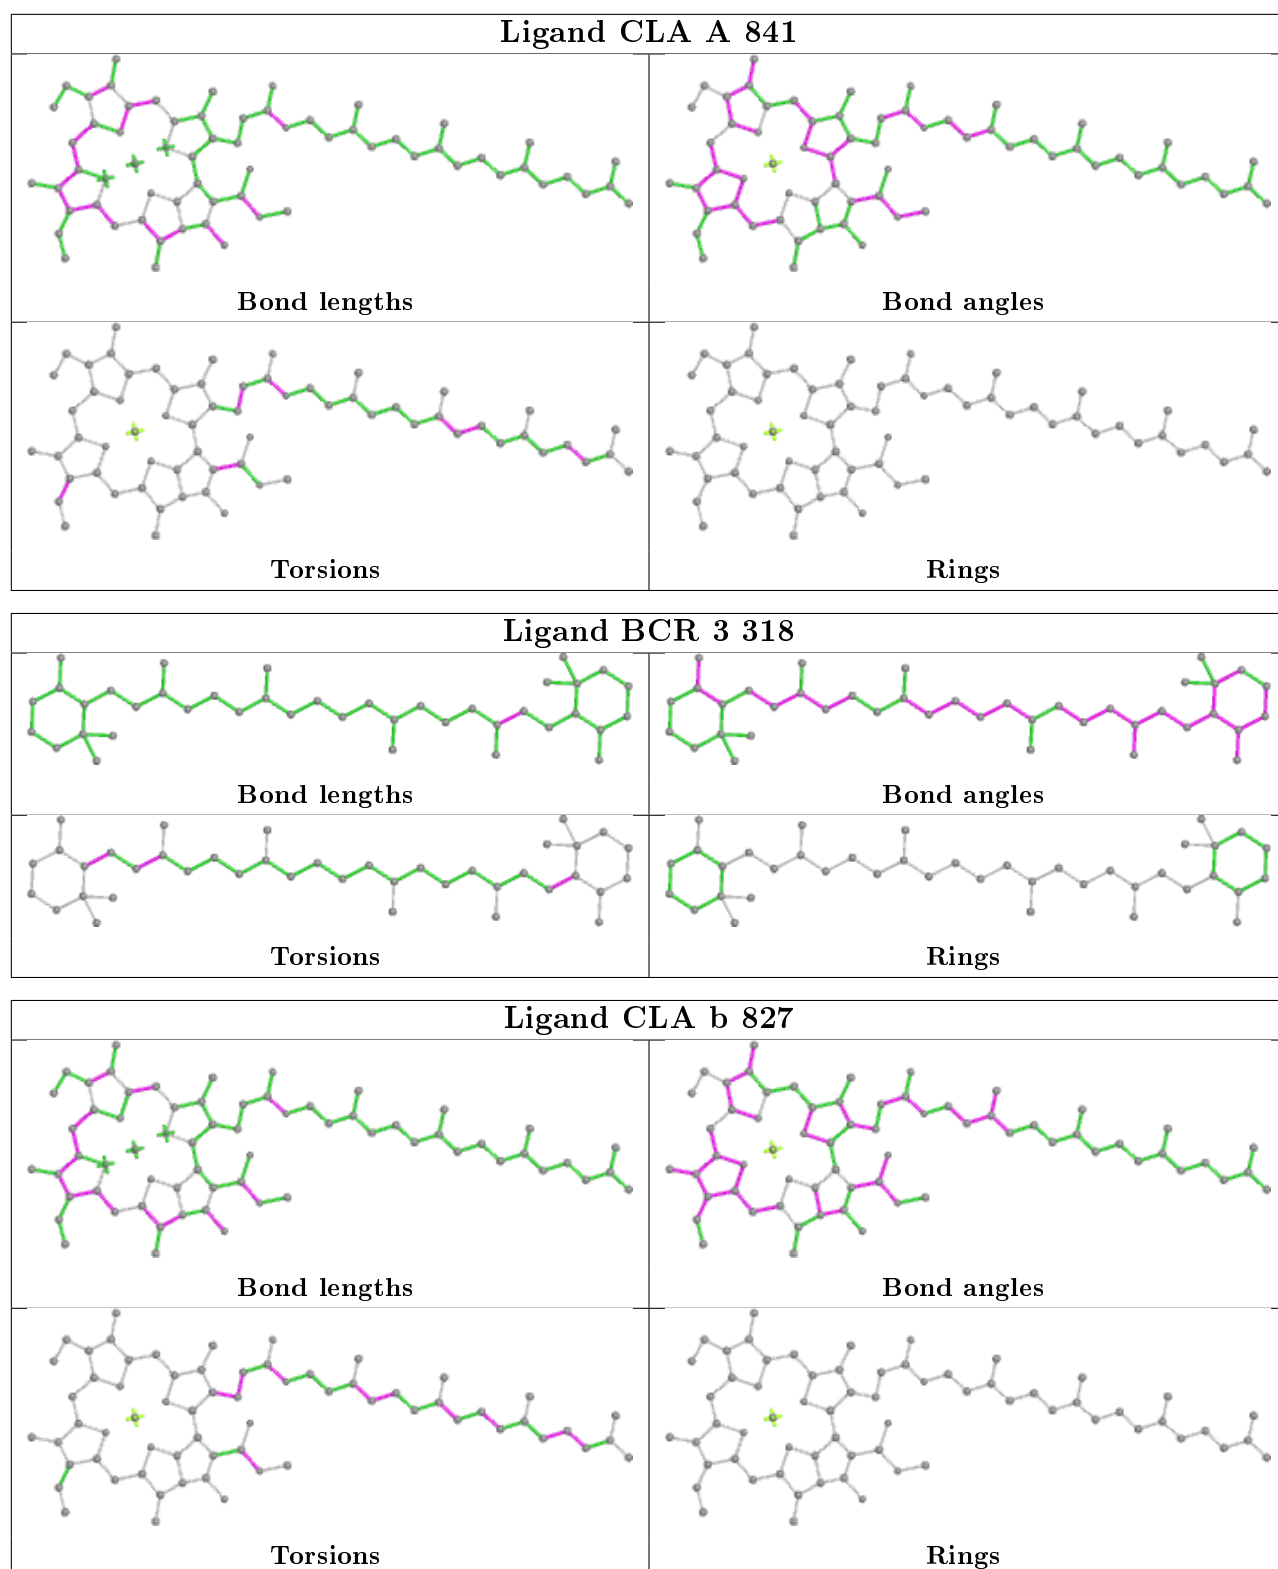 Ligand CLA A 841
Bond lengths
Bond angles
Torsions
Rings
Ligand BCR 3 318
Bond lengths
Bond angles
Torsions
Rings
Ligand CLA b 827
Bond lengths
Bond angles
Torsions
Rings